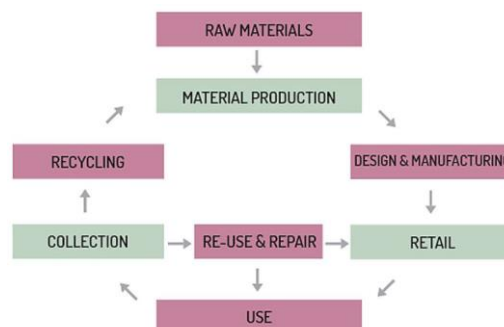 RAW MATERIALS
MATERIAL PRODUCTION
RECYCLING
DESIGN & MANUFACTURING
COLLECTION
RE-USE & REPAIR
RETAIL
USE